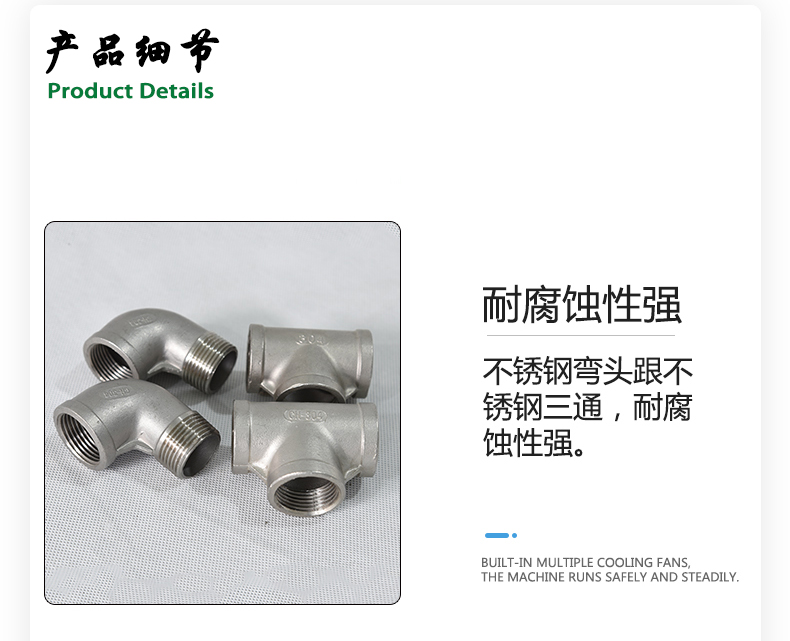 产品细节
Product Details
耐腐蚀性强
不锈钢弯头跟不
锈钢三通，耐腐
蚀性强。
BUILT-IN MULTIPLE COOLING FANS,
THE MACHINE RUNS SAFELY AND STEADILY.